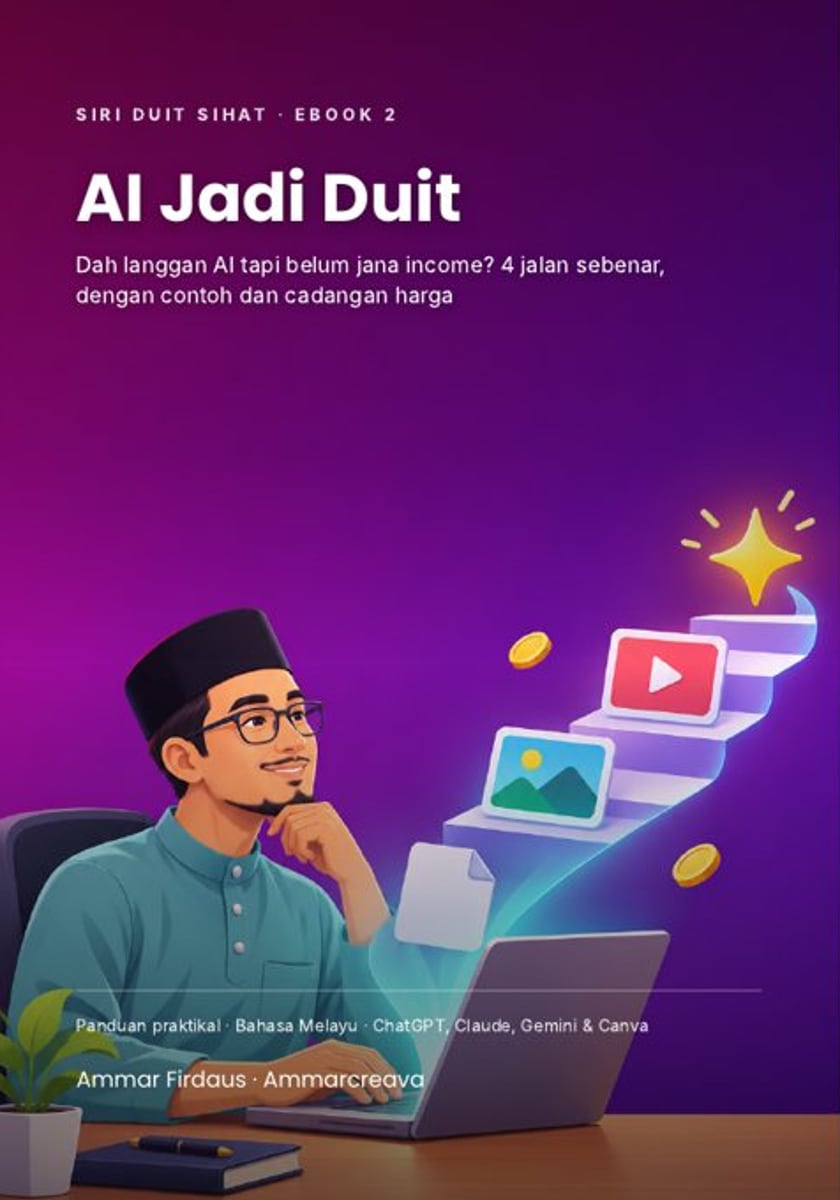 SIRI DUIT SIHAT · EBOOK 2
AI Jadi Duit
Dah langgan AI tapi belum jana income? 4 jalan sebenar,
dengan contoh dan cadangan harga
Panduan praktikal · Bahasa Melayu · ChatGPT, Claude, Gemini & Canva
Ammar Firdaus · Ammarcreava